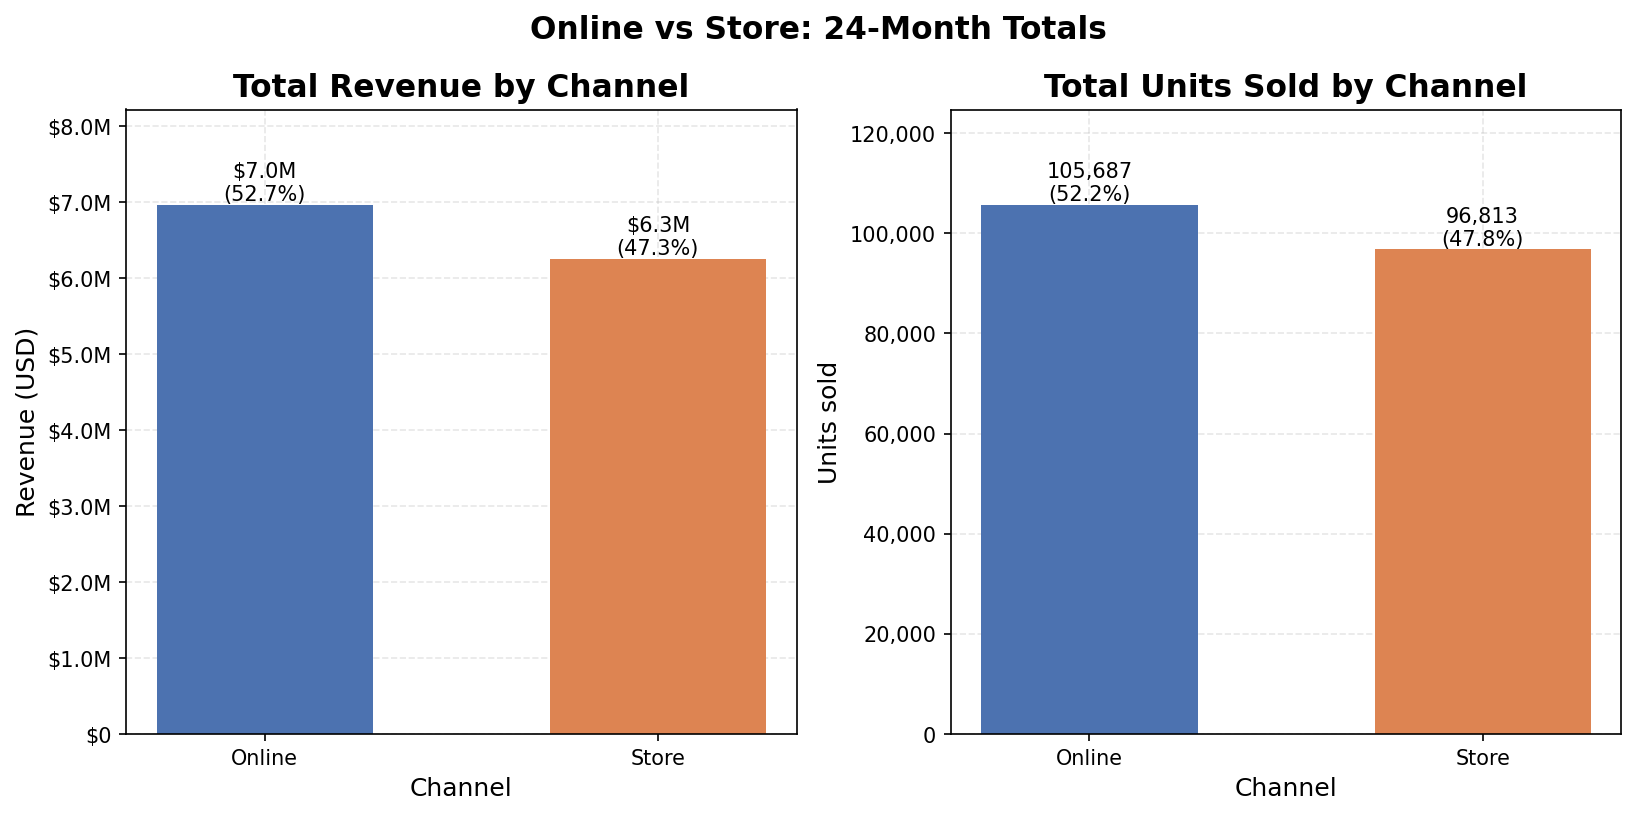 Online vs Store: 24-Month Totals
Total Revenue by Channel
$8.0M
$7.0M
$6.0M
$5.0M
$4.0M
$3.0M
$2.0M
$1.0M
$0
Revenue (USD)
$7.0M
(52.7%)
$6.3M
(47.3%)
Online
Store
Channel
Total Units Sold by Channel
120,000
100,000
80,000
60,000
40,000
20,000
0
Units sold
105,687
(52.2%)
96,813
(47.8%)
Online
Store
Channel